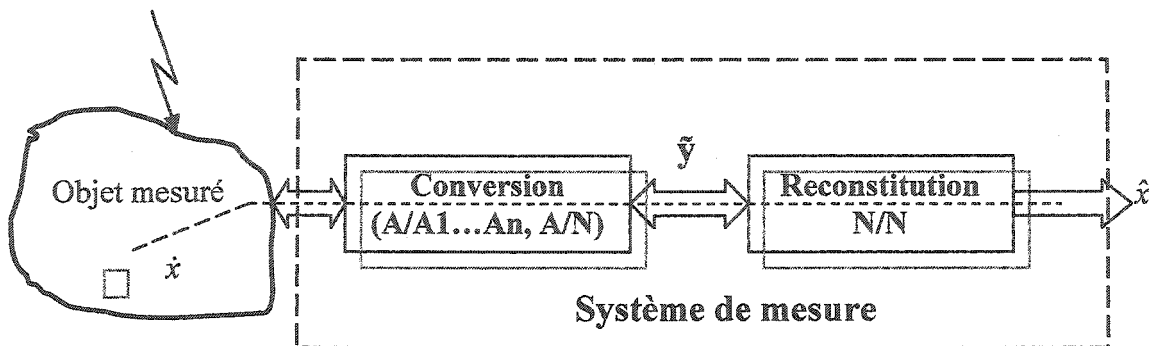 Objet mesuré
ẋ
Conversion
(A/A1...An, A/N)
ỹ
Reconstitution
N/N
x̂
Système de mesure